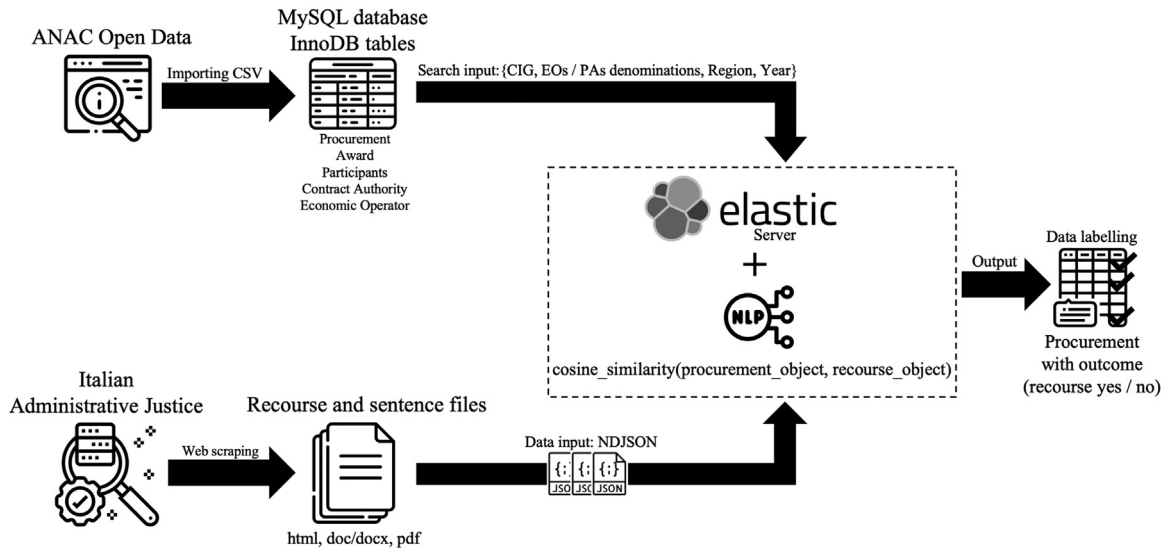 ANAC Open Data
Importing CSV
MySQL database
InnoDB tables
Procurement
Award
Participants
Contract Authority
Economic Operator
Search input: {CIG, EOs / PAs denominations, Region, Year}
elastic
Server
+
NLP
cosine_similarity(procurement_object, recourse_object)
Output
Data labelling
Procurement
with outcome
(recourse yes / no)
Italian
Administrative Justice
Web scraping
Recourse and sentence files
html, doc/docx, pdf
Data input: NDJSON
{;} {;} {;}
.JSO .JSO .JSON